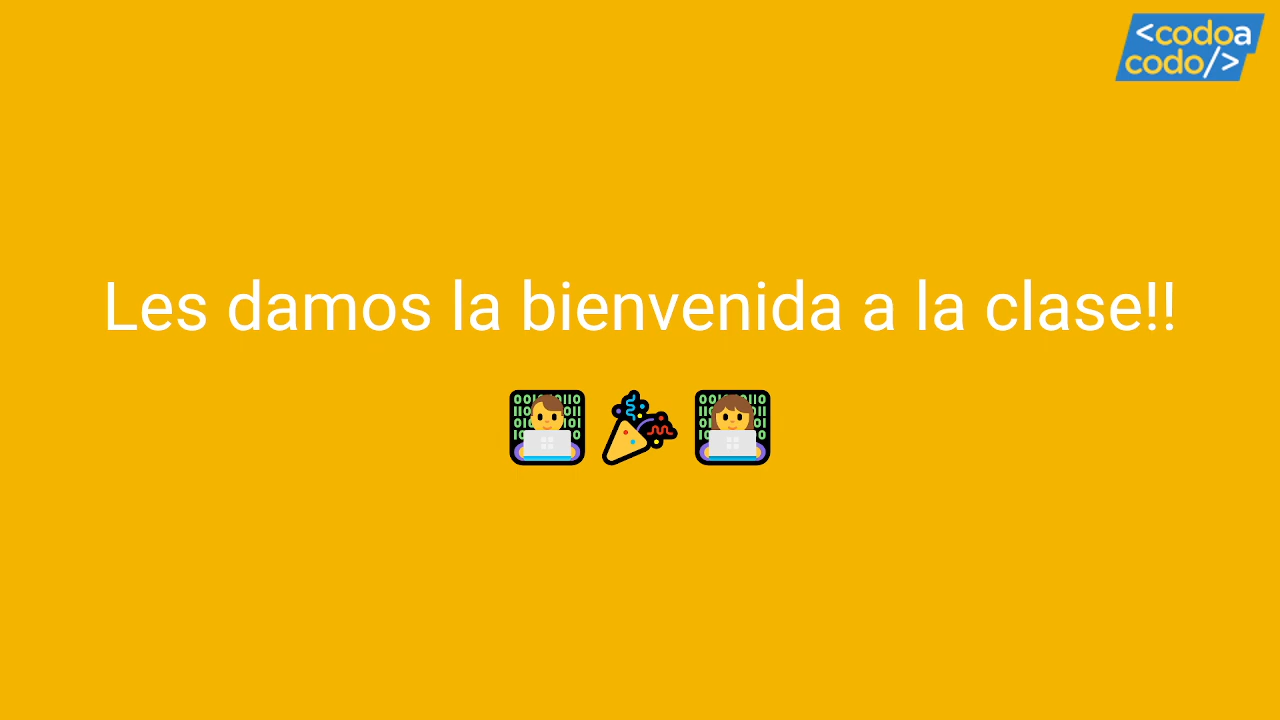 <codoa
codo/>
Les damos la bienvenida a la clase!!